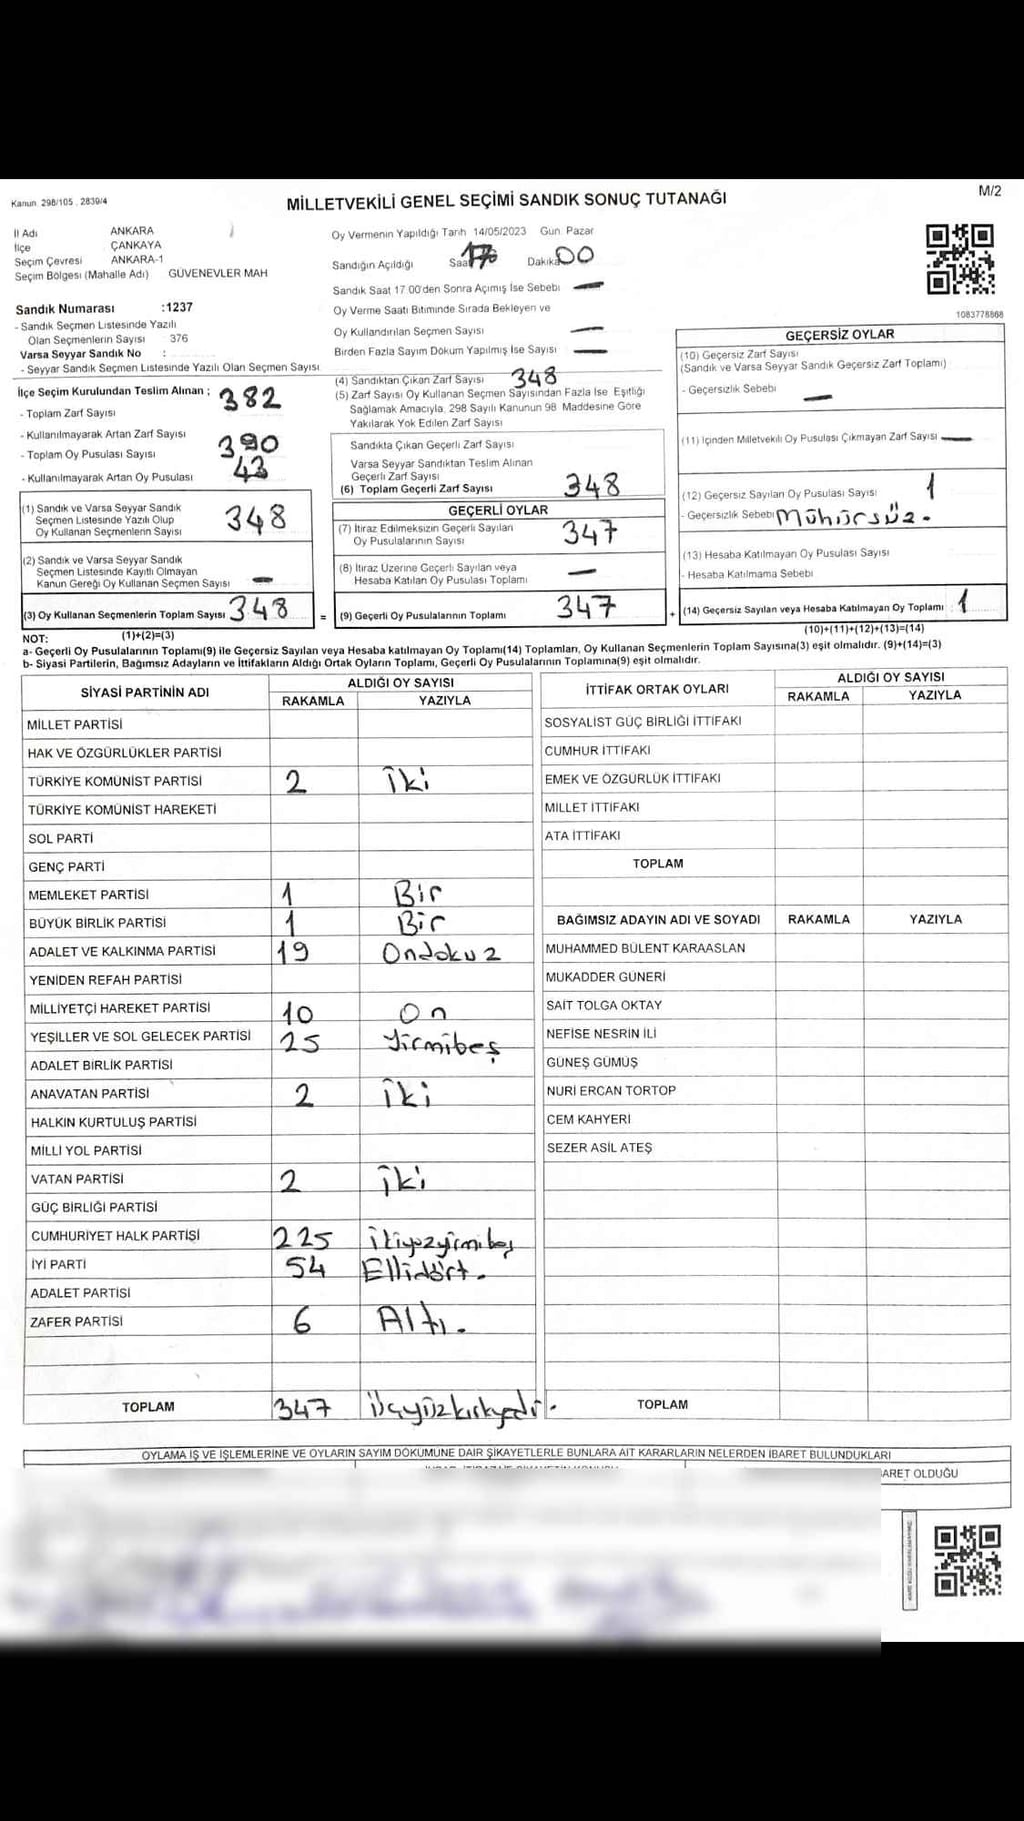 Kanun 298/105, 2839/4
MİLLETVEKİLİ GENEL SEÇİMİ SANDIK SONUÇ TUTANAĞI
M/2
İl Adı ANKARA
İlçe ÇANKAYA
Seçim Çevresi ANKARA-1
Seçim Bölgesi (Mahalle Adı) GÜVENEVLER MAH
Sandık Numarası :1237
- Sandık Seçmen Listesinde Yazılı
Olan Seçmenlerin Sayısı : 376
Varsa Seyyar Sandık No :
- Seyyar Sandık Seçmen Listesinde Yazılı Olan Seçmen Sayısı
Oy Vermenin Yapıldığı Tarih 14/05/2023 Gün Pazar
Sandığın Açıldığı Saat 17 Dakika 00
Sandık Saat 17 00'den Sonra Açımış İse Sebebi —
Oy Verme Saati Bitiminde Sırada Bekleyen ve
Oy Kullandırılan Seçmen Sayısı —
Birden Fazla Sayım Döküm Yapılmış İse Sayısı —
1083778868
İlçe Seçim Kurulundan Teslim Alınan ;
- Toplam Zarf Sayısı 382
- Kullanılmayarak Artan Zarf Sayısı
- Toplam Oy Pusulası Sayısı 390
- Kullanılmayarak Artan Oy Pusulası 43
(1) Sandık ve Varsa Seyyar Sandık
Seçmen Listesinde Yazılı Olup
Oy Kullanan Seçmenlerin Sayısı 348
(2) Sandık ve Varsa Seyyar Sandık
Seçmen Listesinde Kayıtlı Olmayan
Kanun Gereği Oy Kullanan Seçmen Sayısı —
(3) Oy Kullanan Seçmenlerin Toplam Sayısı 348 =
(4) Sandıktan Çıkan Zarf Sayısı 348
(5) Zarf Sayısı Oy Kullanan Seçmen Sayısından Fazla İse Eşitliği
Sağlamak Amacıyla, 298 Sayılı Kanunun 98 Maddesine Göre
Yakılarak Yok Edilen Zarf Sayısı
Sandıkta Çıkan Geçerli Zarf Sayısı
Varsa Seyyar Sandıktan Teslim Alınan
Geçerli Zarf Sayısı
(6) Toplam Geçerli Zarf Sayısı 348
GEÇERLİ OYLAR
(7) İtiraz Edilmeksizin Geçerli Sayılan
Oy Pusulalarının Sayısı 347
(8) İtiraz Üzerine Geçerli Sayılan veya
Hesaba Katılan Oy Pusulası Toplamı —
(9) Geçerli Oy Pusulalarının Toplamı 347 +
GEÇERSİZ OYLAR
(10) Geçersiz Zarf Sayısı
(Sandık ve Varsa Seyyar Sandık Geçersiz Zarf Toplamı)
- Geçersizlik Sebebi —
(11) İçinden Milletvekili Oy Pusulası Çıkmayan Zarf Sayısı —
(12) Geçersiz Sayılan Oy Pusulası Sayısı 1
- Geçersizlik Sebebi Mühürsüz.
(13) Hesaba Katılmayan Oy Pusulası Sayısı
- Hesaba Katılmama Sebebi
(14) Geçersiz Sayılan veya Hesaba Katılmayan Oy Toplamı 1
NOT: (1)+(2)=(3)
(10)+(11)+(12)+(13)=(14)
a- Geçerli Oy Pusulalarının Toplamı(9) ile Geçersiz Sayılan veya Hesaba katılmayan Oy Toplamı(14) Toplamları, Oy Kullanan Seçmenlerin Toplam Sayısına(3) eşit olmalıdır. (9)+(14)=(3)
b- Siyasi Partilerin, Bağımsız Adayların ve İttifakların Aldığı Ortak Oyların Toplamı, Geçerli Oy Pusulalarının Toplamına(9) eşit olmalıdır.
SİYASİ PARTİNİN ADI ALDIĞI OY SAYISI
RAKAMLA YAZIYLA
MİLLET PARTİSİ
HAK VE ÖZGÜRLÜKLER PARTİSİ
TÜRKİYE KOMÜNİST PARTİSİ 2 İki
TÜRKİYE KOMÜNİST HAREKETİ
SOL PARTİ
GENÇ PARTİ
MEMLEKET PARTİSİ 1 Bir
BÜYÜK BİRLİK PARTİSİ 1 Bir
ADALET VE KALKINMA PARTİSİ 19 Ondokuz
YENİDEN REFAH PARTİSİ
MİLLİYETÇİ HAREKET PARTİSİ 10 On
YEŞİLLER VE SOL GELECEK PARTİSİ 25 Yirmibeş
ADALET BİRLİK PARTİSİ
ANAVATAN PARTİSİ 2 İki
HALKIN KURTULUŞ PARTİSİ
MİLLİ YOL PARTİSİ
VATAN PARTİSİ 2 İki
GÜÇ BİRLİĞİ PARTİSİ
CUMHURİYET HALK PARTİSİ 225 İkiyüzyirmibeş
İYİ PARTİ 54 Ellidört.
ADALET PARTİSİ
ZAFER PARTİSİ 6 Altı.
TOPLAM 347 üçyüzkırkyedi.
İTTİFAK ORTAK OYLARI ALDIĞI OY SAYISI
RAKAMLA YAZIYLA
SOSYALİST GÜÇ BİRLİĞİ İTTİFAKI
CUMHUR İTTİFAKI
EMEK VE ÖZGÜRLÜK İTTİFAKI
MİLLET İTTİFAKI
ATA İTTİFAKI
TOPLAM
BAĞIMSIZ ADAYIN ADI VE SOYADI RAKAMLA YAZIYLA
MUHAMMED BÜLENT KARAASLAN
MUKADDER GÜNERİ
SAİT TOLGA OKTAY
NEFİSE NESRİN İLİ
GÜNEŞ GÜMÜŞ
NURİ ERCAN TORTOP
CEM KAHYERİ
SEZER ASİL ATEŞ
TOPLAM
OYLAMA İŞ VE İŞLEMLERİNE VE OYLARIN SAYIM DÖKÜMÜNE DAİR ŞİKAYETLERLE BUNLARA AİT KARARLARIN NELERDEN İBARET BULUNDUKLARI
ARET OLDUĞU